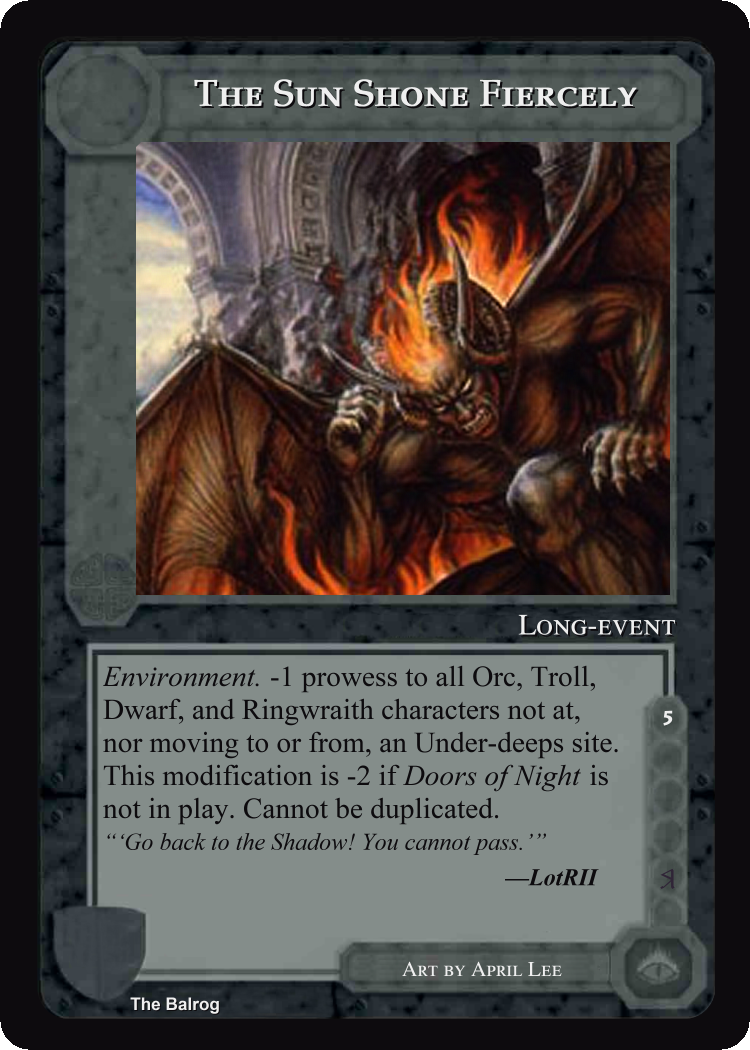 The Sun Shone Fiercely
Long-event
Environment. -1 prowess to all Orc, Troll,
Dwarf, and Ringwraith characters not at,
nor moving to or from, an Under-deeps site.
This modification is -2 if Doors of Night is
not in play. Cannot be duplicated.
5
“‘Go back to the Shadow! You cannot pass.’”
—LotRII
Art by April Lee
The Balrog